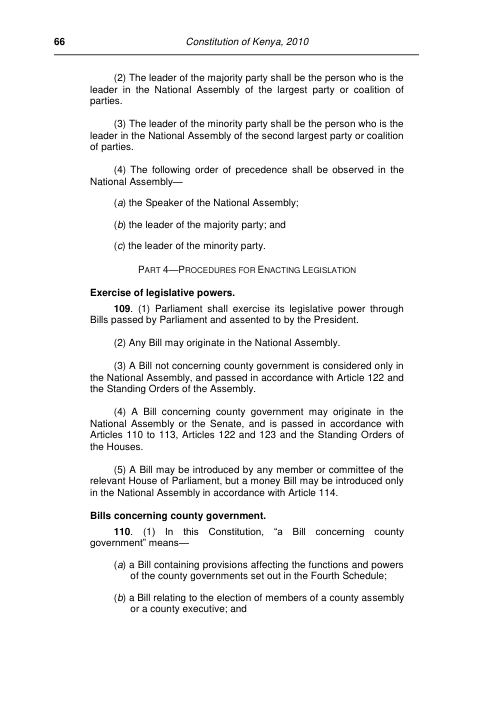 66 Constitution of Kenya, 2010
(2) The leader of the majority party shall be the person who is the
leader in the National Assembly of the largest party or coalition of
parties.
(3) The leader of the minority party shall be the person who is the
leader in the National Assembly of the second largest party or coalition
of parties.
(4) The following order of precedence shall be observed in the
National Assembly—
(a) the Speaker of the National Assembly;
(b) the leader of the majority party; and
(c) the leader of the minority party.
PART 4—PROCEDURES FOR ENACTING LEGISLATION
Exercise of legislative powers.
109. (1) Parliament shall exercise its legislative power through
Bills passed by Parliament and assented to by the President.
(2) Any Bill may originate in the National Assembly.
(3) A Bill not concerning county government is considered only in
the National Assembly, and passed in accordance with Article 122 and
the Standing Orders of the Assembly.
(4) A Bill concerning county government may originate in the
National Assembly or the Senate, and is passed in accordance with
Articles 110 to 113, Articles 122 and 123 and the Standing Orders of
the Houses.
(5) A Bill may be introduced by any member or committee of the
relevant House of Parliament, but a money Bill may be introduced only
in the National Assembly in accordance with Article 114.
Bills concerning county government.
110. (1) In this Constitution, “a Bill concerning county
government” means—
(a) a Bill containing provisions affecting the functions and powers
of the county governments set out in the Fourth Schedule;
(b) a Bill relating to the election of members of a county assembly
or a county executive; and